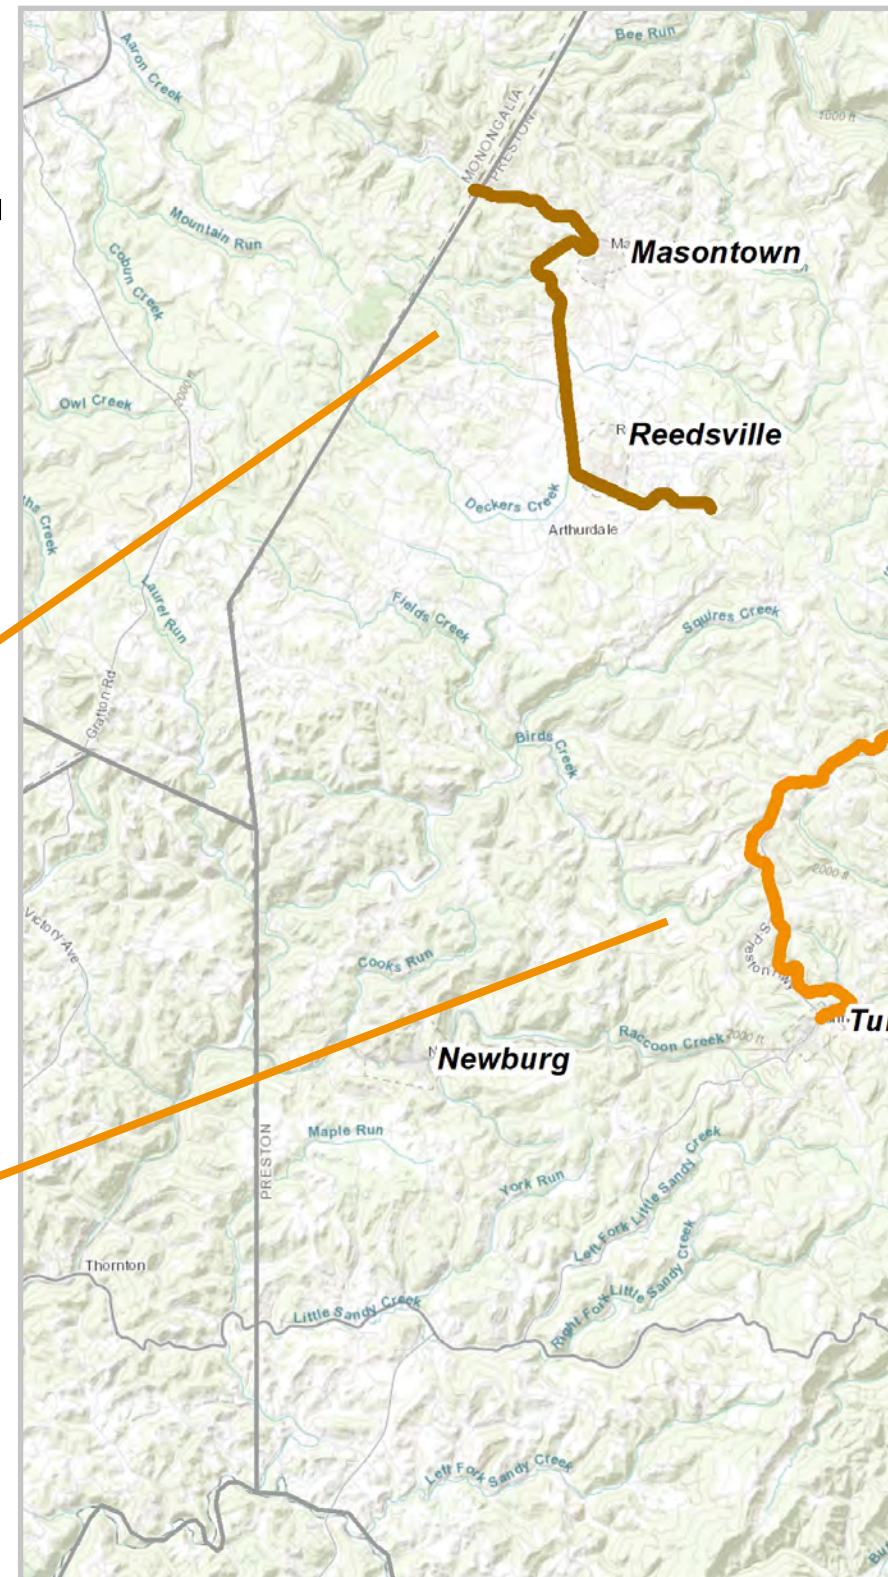 Bee Run
Aaron Creek
1000 ft
MONONGALIA
PRESTON
Mountain Run
Coburn Creek
Masontown
2000 ft
Owl Creek
Reedsville
Deckers Creek
Creek
Arthurdale
Laurel Run
Fields Creek
Squires Creek
Grafton Rd
Birds Creek
2000 ft
Victory Ave
S Preston Hwy
Cooks Run
Raccoon Creek
2000 ft
Newburg
Maple Run
PRESTON
York Run
Left Fork Little Sandy Creek
Thornton
Right Fork Little Sandy Creek
Little Sandy Creek
Left Fork Sandy Creek